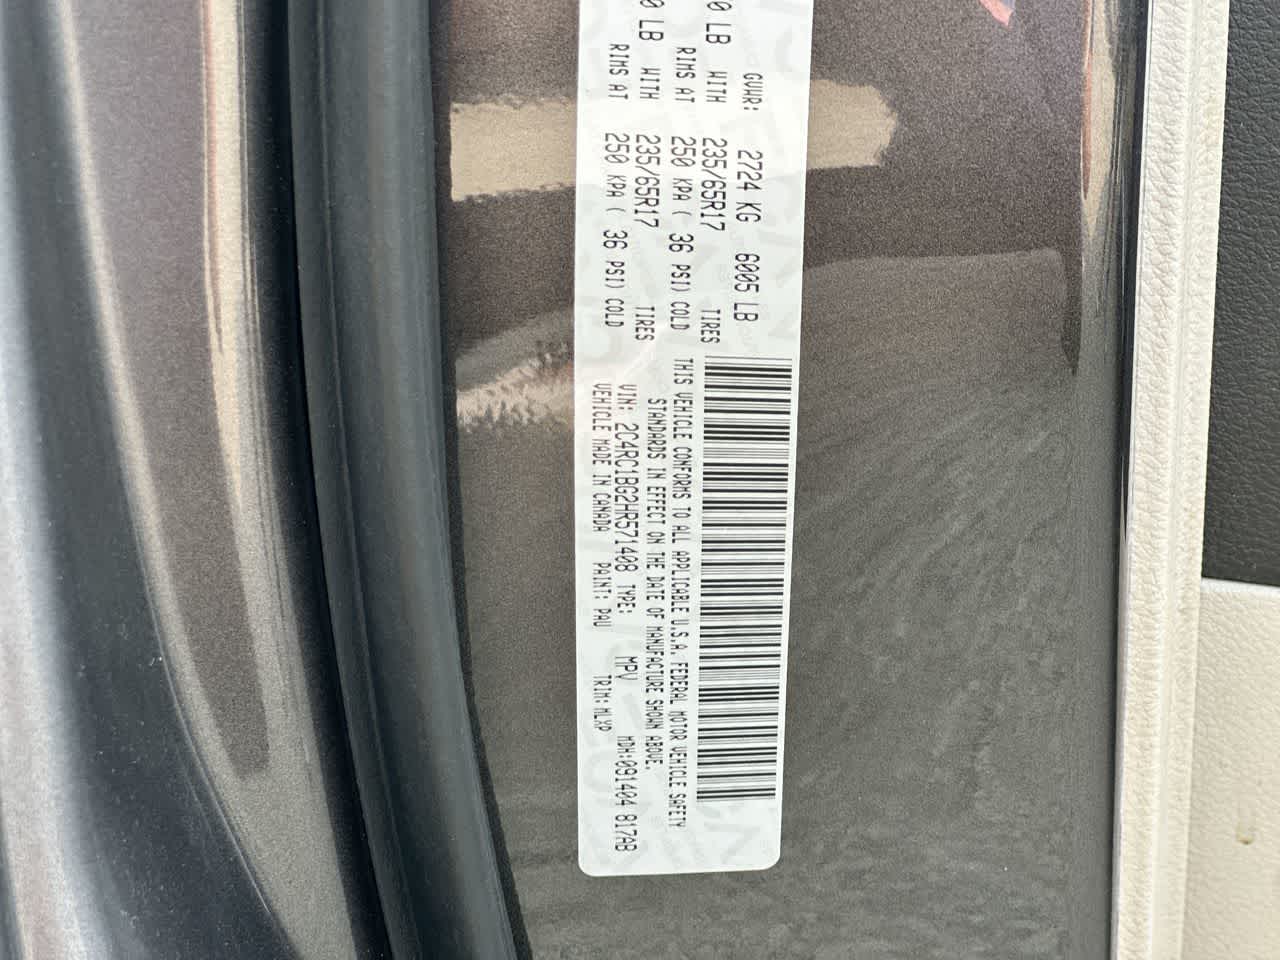 GVWR: 2724 KG 6005 LB
0 LB WITH 235/65R17 TIRES
RIMS AT 250 KPA ( 36 PSI) COLD
0 LB WITH 235/65R17 TIRES
RIMS AT 250 KPA ( 36 PSI) COLD
THIS VEHICLE CONFORMS TO ALL APPLICABLE U.S.A. FEDERAL MOTOR VEHICLE SAFETY
STANDARDS IN EFFECT ON THE DATE OF MANUFACTURE SHOWN ABOVE.
VIN: 2C4RC1BG2HR571408 TYPE: MPV MDH:091404 817AB
VEHICLE MADE IN CANADA PAINT: PAU TRIM:MLXP